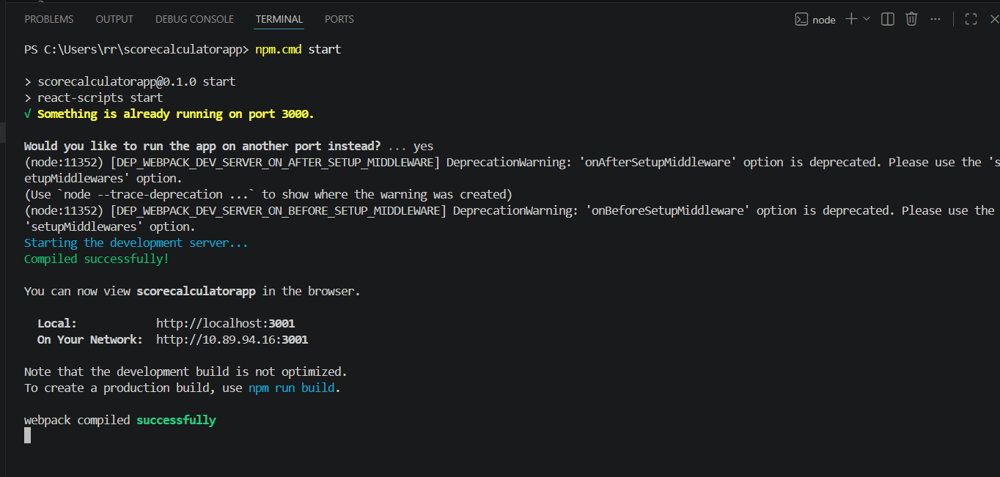 PROBLEMS OUTPUT DEBUG CONSOLE TERMINAL PORTS node
PS C:\Users\rr\scorecalculatorapp> npm.cmd start
> scorecalculatorapp@0.1.0 start
> react-scripts start
√ Something is already running on port 3000.
Would you like to run the app on another port instead? ... yes
(node:11352) [DEP_WEBPACK_DEV_SERVER_ON_AFTER_SETUP_MIDDLEWARE] DeprecationWarning: 'onAfterSetupMiddleware' option is deprecated. Please use the 's
etupMiddlewares' option.
(Use `node --trace-deprecation ...` to show where the warning was created)
(node:11352) [DEP_WEBPACK_DEV_SERVER_ON_BEFORE_SETUP_MIDDLEWARE] DeprecationWarning: 'onBeforeSetupMiddleware' option is deprecated. Please use the
'setupMiddlewares' option.
Starting the development server...
Compiled successfully!
You can now view scorecalculatorapp in the browser.
Local: http://localhost:3001
On Your Network: http://10.89.94.16:3001
Note that the development build is not optimized.
To create a production build, use npm run build.
webpack compiled successfully